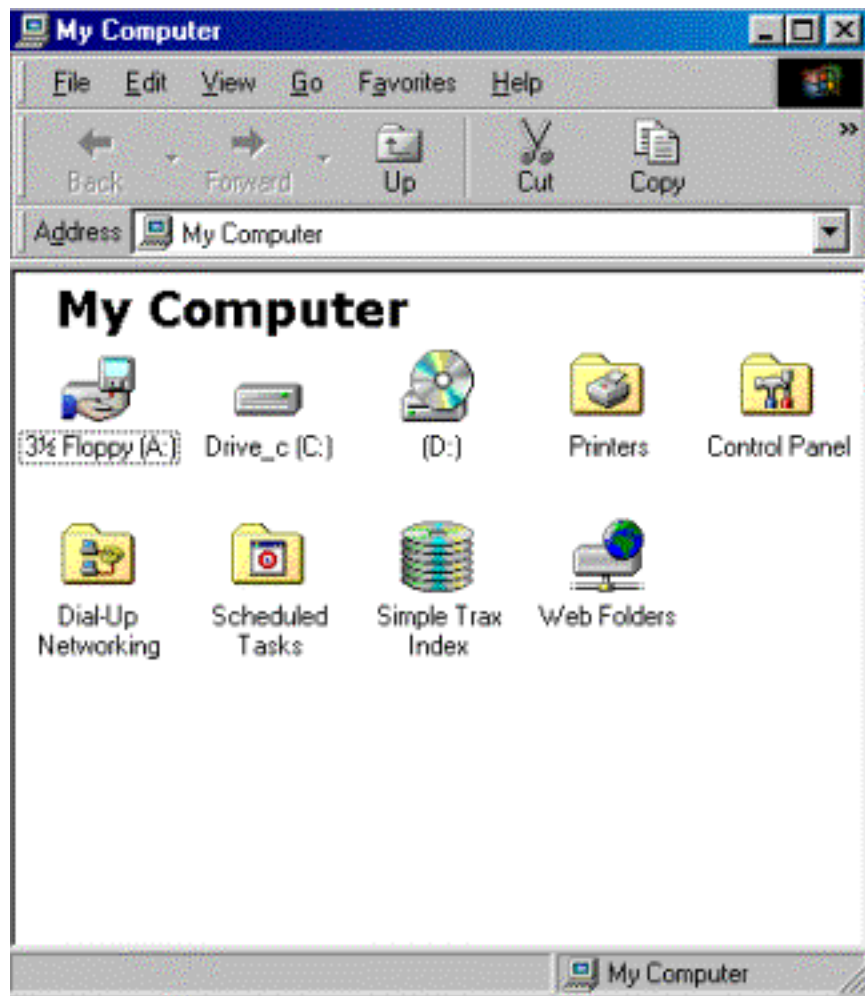 My Computer
File Edit View Go Favorites Help
Back Forward Up Cut Copy »
Address My Computer
My Computer
3½ Floppy (A:) Drive_c (C:) (D:) Printers Control Panel
Dial-Up Scheduled Simple Trax Web Folders
Networking Tasks Index
My Computer